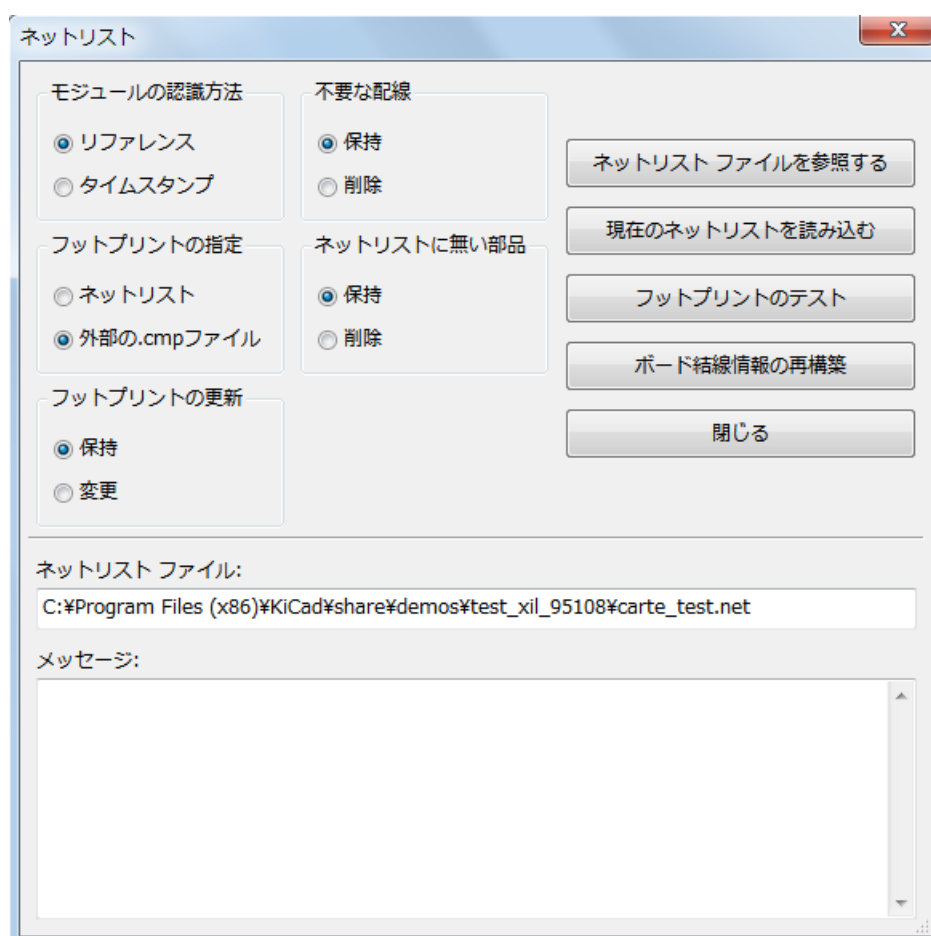 ネットリスト
モジュールの認識方法
リファレンス
タイムスタンプ
不要な配線
保持
削除
フットプリントの指定
ネットリスト
外部の.cmpファイル
ネットリストに無い部品
保持
削除
フットプリントの更新
保持
変更
ネットリスト ファイルを参照する
現在のネットリストを読み込む
フットプリントのテスト
ボード結線情報の再構築
閉じる
ネットリスト ファイル:
C:¥Program Files (x86)¥KiCad¥share¥demos¥test_xil_95108¥carte_test.net
メッセージ: